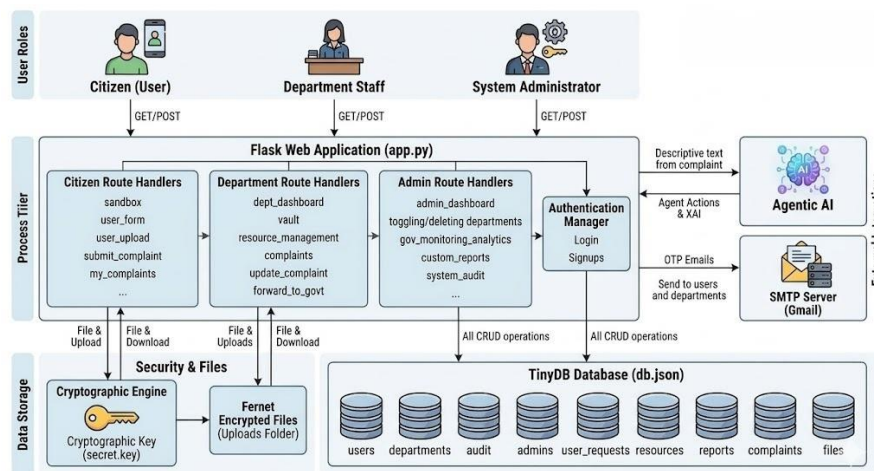 User Roles
Citizen (User)
Department Staff
System Administrator
GET/POST
GET/POST
GET/POST
Process Tiier
Flask Web Application (app.py)
Citizen Route Handlers
sandbox
user_form
user_upload
submit_complaint
my_complaints
...
Department Route Handlers
dept_dashboard
vault
resource_management
complaints
update_complaint
forward_to_govt
Admin Route Handlers
admin_dashboard
toggling/deleting departments
gov_monitoring_analytics
custom_reports
system_audit
...
Authentication
Manager
Login
Signups
Descriptive text
from complaint
Agent Actions
& XAI
Agentic AI
AI
OTP Emails
Send to users
and departments
SMTP Server
(Gmail)
File &
Upload
File &
Download
File &
Uploads
File &
Download
All CRUD operations
All CRUD operations
Data Storage
Security & Files
Cryptographic Engine
Cryptographic Key
(secret.key)
Fernet
Encrypted Files
(Uploads Folder)
TinyDB Database (db.json)
users
departments
audit
admins
user_requests
resources
reports
complaints
files